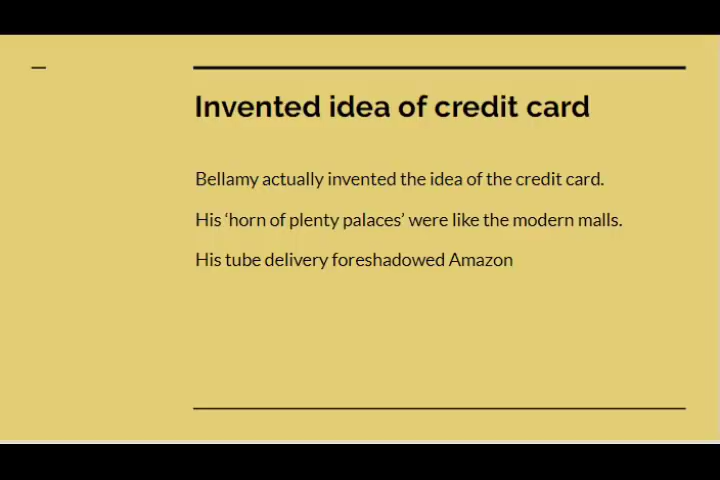 Invented idea of credit card
Bellamy actually invented the idea of the credit card.
His ‘horn of plenty palaces’ were like the modern malls.
His tube delivery foreshadowed Amazon